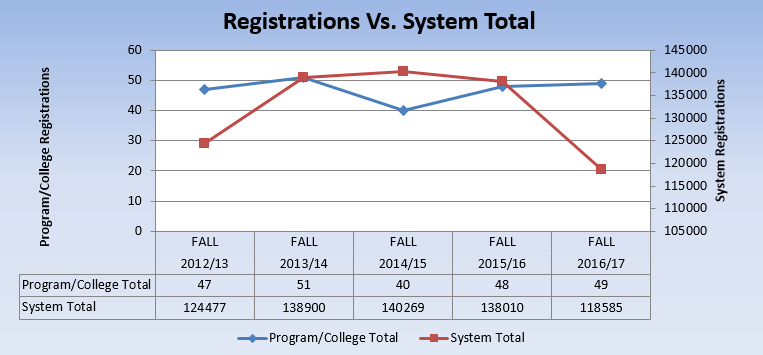 Registrations Vs. System Total
Program/College Registrations
60
50
40
30
20
10
0
145000
140000
135000
130000
125000
120000
115000
110000
105000
System Registrations
FALL 2012/13 FALL 2013/14 FALL 2014/15 FALL 2015/16 FALL 2016/17
Program/College Total 47 51 40 48 49
System Total 124477 138900 140269 138010 118585
Program/College Total System Total